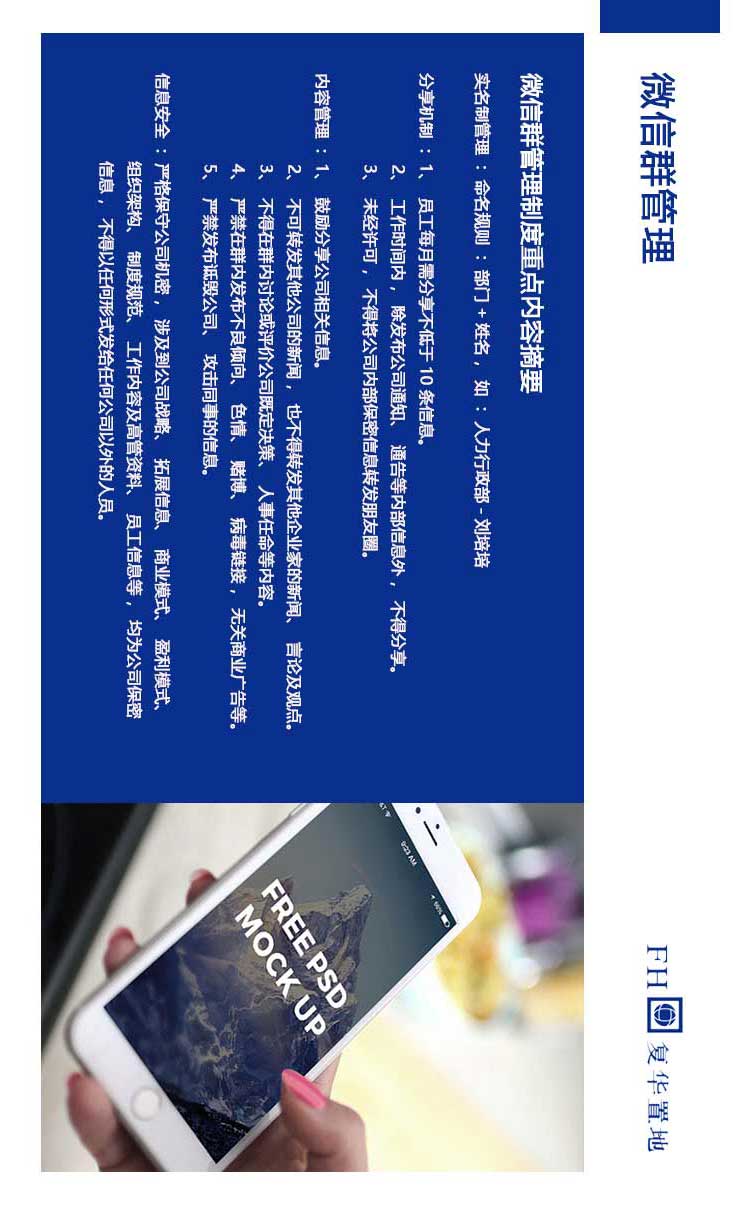 微信群管理
FH 复华置地
微信群管理制度重点内容摘要
实名制管理：命名规则：部门+姓名，如：人力行政部-刘培培
分享机制：1、员工每月需分享不低于10条信息。
2、工作时间内，除发布公司通知、通告等内部信息外，不得分享。
3、未经许可，不得将公司内部保密信息转发朋友圈。
内容管理：1、鼓励分享公司相关信息。
2、不可转发其他公司的新闻，也不得转发其他企业家的新闻、言论及观点。
3、不得在群内讨论或评价公司既定决策、人事任命等内容。
4、严禁在群内发布不良倾向、色情、赌博、病毒链接，无关商业广告等。
5、严禁发布诋毁公司、攻击同事的信息。
信息安全：严格保守公司机密，涉及到公司战略、拓展信息、商业模式、盈利模式、
组织架构、制度规范、工作内容及高管资料、员工信息等，均为公司保密
信息，不得以任何形式发给任何公司以外的人员。
AT&T 9:23 AM 66%
FREE PSD
MOCK UP